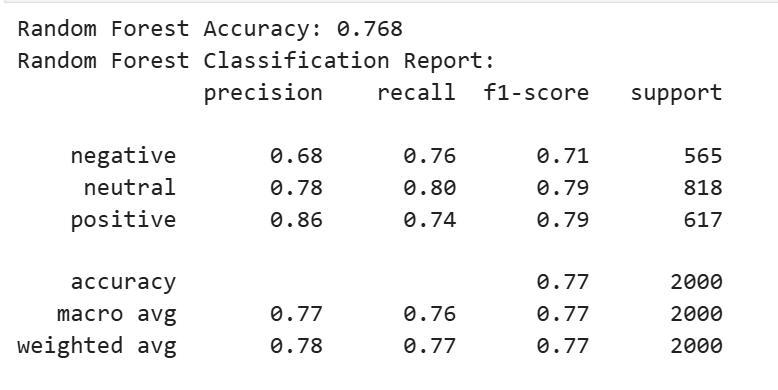 Random Forest Accuracy: 0.768
Random Forest Classification Report:
precision recall f1-score support
negative 0.68 0.76 0.71 565
neutral 0.78 0.80 0.79 818
positive 0.86 0.74 0.79 617
accuracy 0.77 2000
macro avg 0.77 0.76 0.77 2000
weighted avg 0.78 0.77 0.77 2000